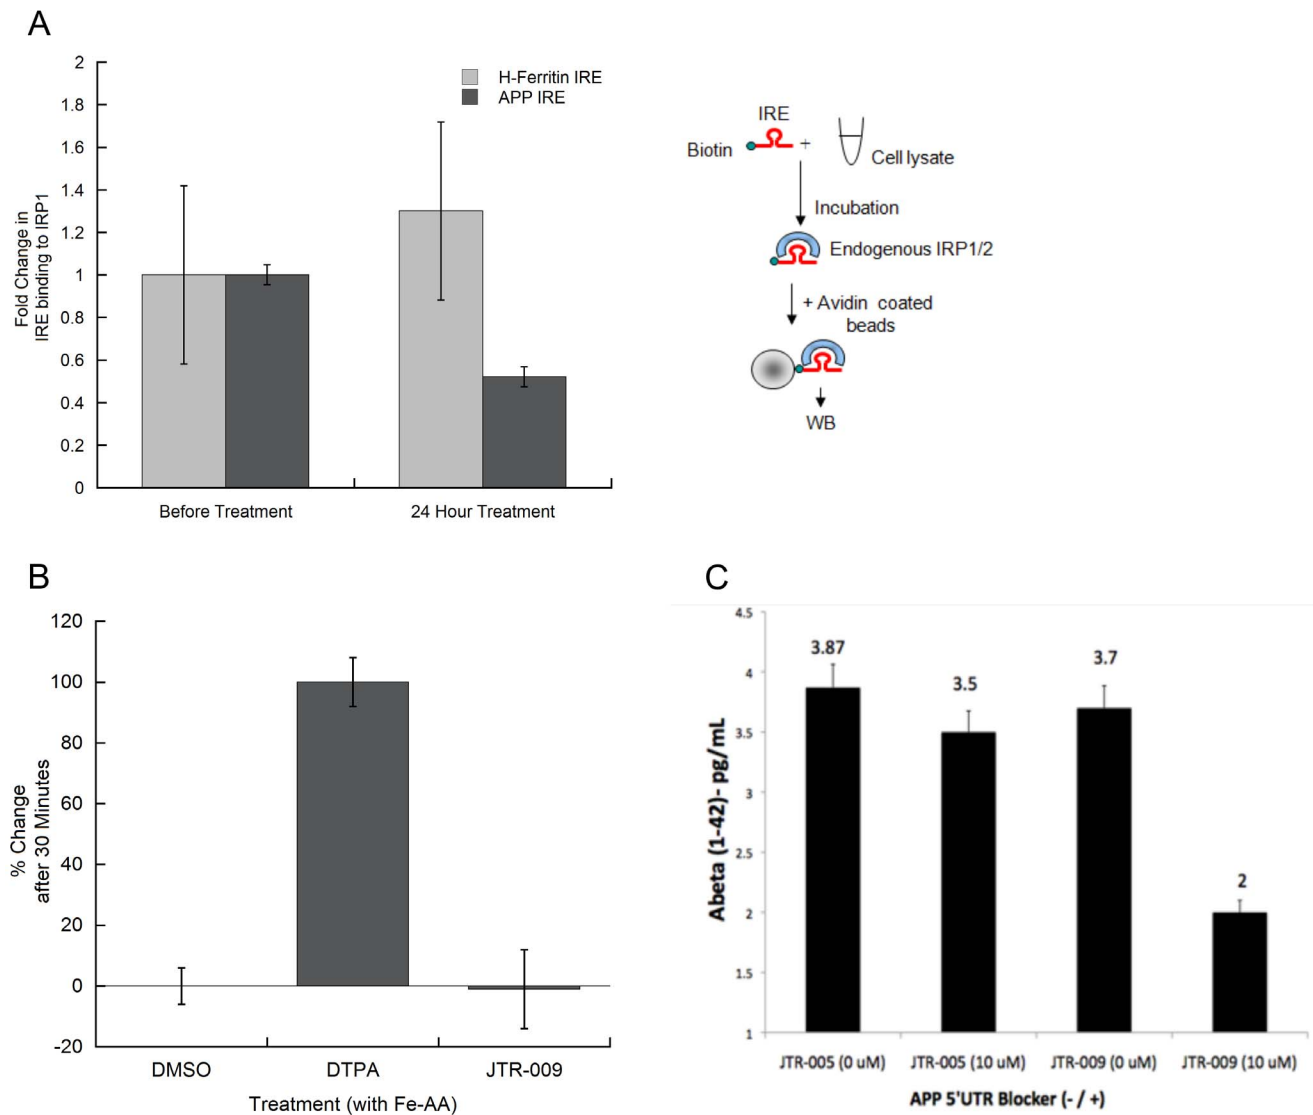 A
2
1.8
1.6
1.4
1.2
1
0.8
0.6
0.4
0.2
0
Fold Change in
IRE binding to IRP1
H-Ferritin IRE
APP IRE
Before Treatment
24 Hour Treatment
IRE
Biotin
+
Cell lysate
Incubation
Endogenous IRP1/2
+ Avidin coated
beads
WB
B
120
100
80
60
40
20
0
-20
% Change
after 30 Minutes
DMSO
DTPA
JTR-009
Treatment (with Fe-AA)
C
4.5
4
3.5
3
2.5
2
1.5
1
Abeta (1-42)- pg/mL
3.87
3.5
3.7
2
JTR-005 (0 uM)
JTR-005 (10 uM)
JTR-009 (0 uM)
JTR-009 (10 uM)
APP 5'UTR Blocker (- / +)